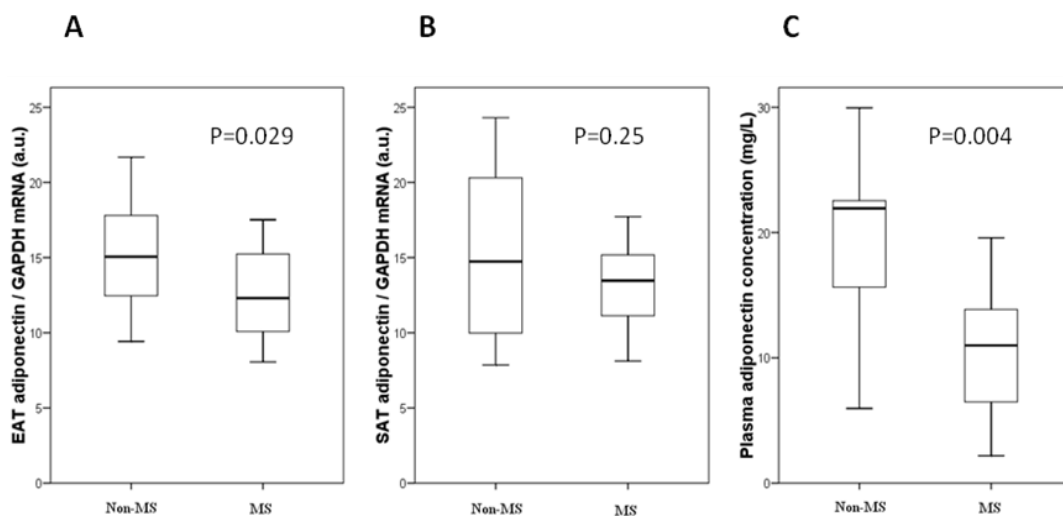 A
B
C
EAT adiponectin / GAPDH mRNA (a.u.)
25
20
15
10
5
0
P=0.029
Non-MS
MS
SAT adiponectin / GAPDH mRNA (a.u.)
25
20
15
10
5
0
P=0.25
Non-MS
MS
Plasma adiponectin concentration (mg/L)
30
20
10
0
P=0.004
Non-MS
MS